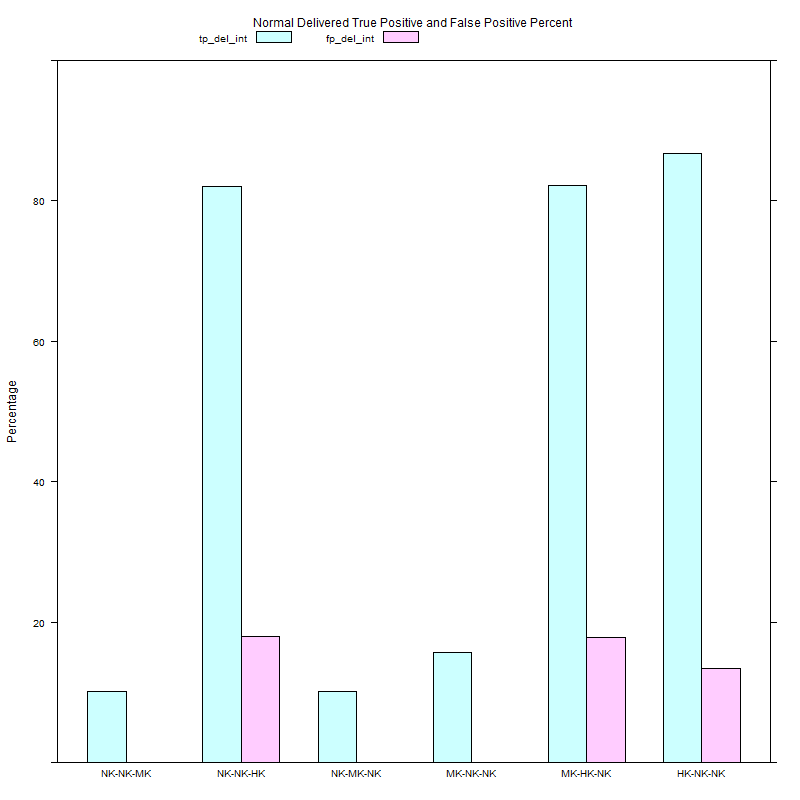 Normal Delivered True Positive and False Positive Percent
tp_del_int fp_del_int
80
60
40
20
Percentage
NK-NK-MK NK-NK-HK NK-MK-NK MK-NK-NK MK-HK-NK HK-NK-NK